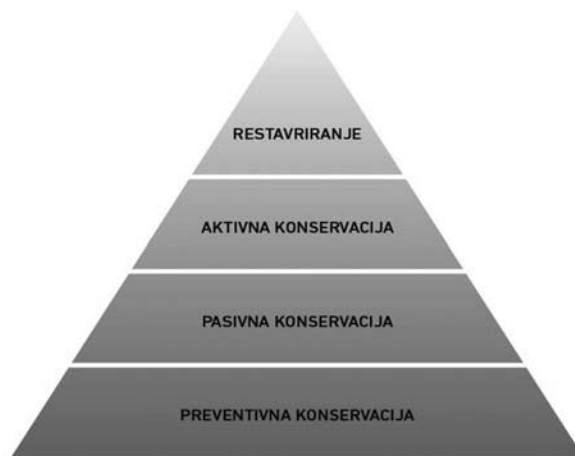 RESTAVRIRANJE
AKTIVNA KONSERVACIJA
PASIVNA KONSERVACIJA
PREVENTIVNA KONSERVACIJA